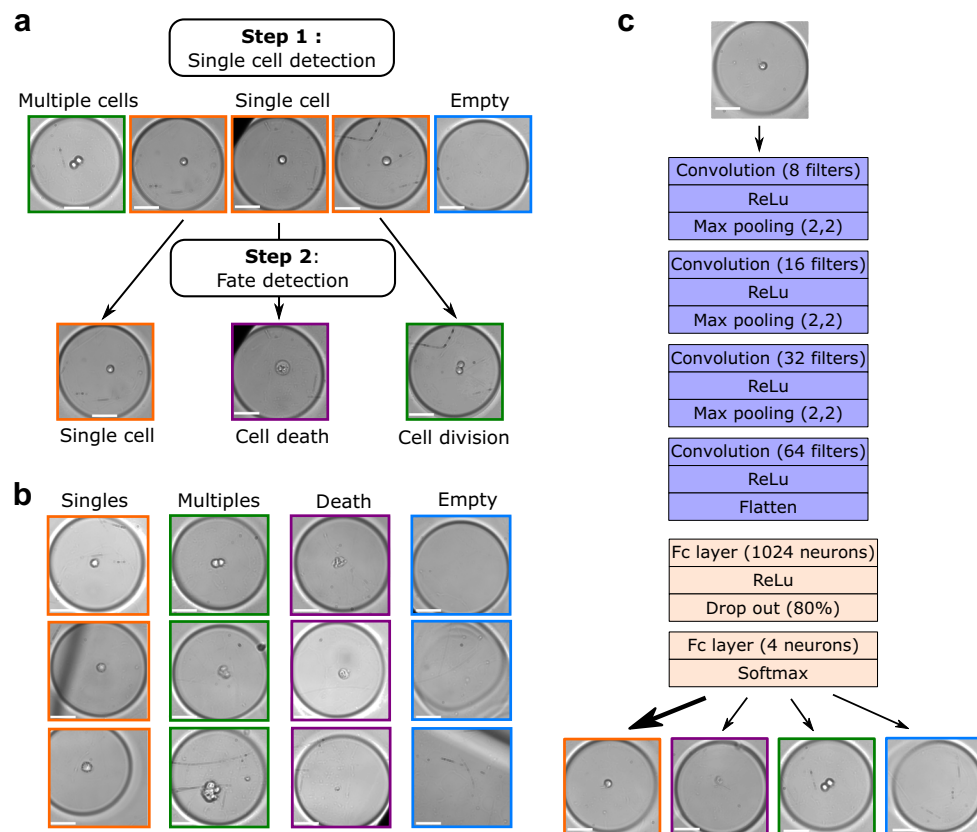 a
Step 1 :
Single cell detection
Multiple cells
Single cell
Empty
Step 2:
Fate detection
Single cell
Cell death
Cell division
b
Singles
Multiples
Death
Empty
c
Convolution (8 filters)
ReLu
Max pooling (2,2)
Convolution (16 filters)
ReLu
Max pooling (2,2)
Convolution (32 filters)
ReLu
Max pooling (2,2)
Convolution (64 filters)
ReLu
Flatten
Fc layer (1024 neurons)
ReLu
Drop out (80%)
Fc layer (4 neurons)
Softmax